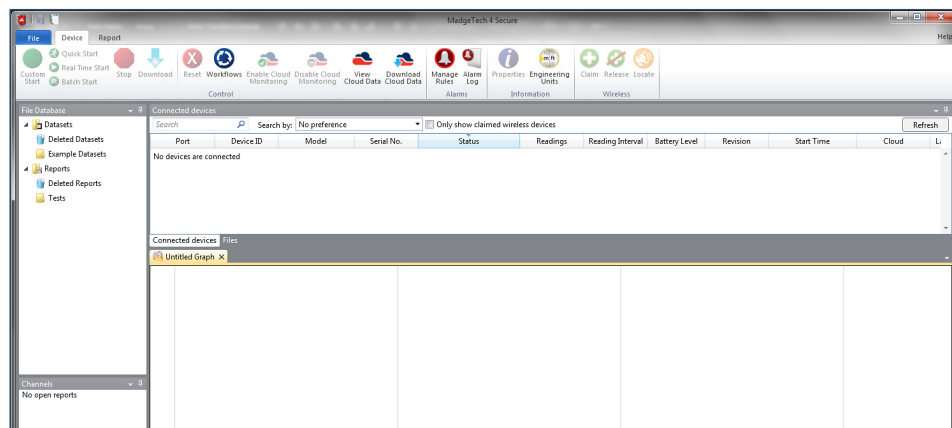 MadgeTech 4 Secure
File Device Report Help
Custom Start
Quick Start
Real Time Start
Batch Start
Stop
Download
Reset
Workflows
Enable Cloud Monitoring
Disable Cloud Monitoring
View Cloud Data
Download Cloud Data
Manage Rules
Alarm Log
Properties
Engineering Units
Claim
Release
Locate
Control Alarms Information Wireless
File Database
Datasets
Deleted Datasets
Example Datasets
Reports
Deleted Reports
Tests
Connected devices
Search Search by: No preference Only show claimed wireless devices Refresh
Port Device ID Model Serial No. Status Readings Reading Interval Battery Level Revision Start Time Cloud
No devices are connected
Connected devices Files
Untitled Graph
Channels
No open reports